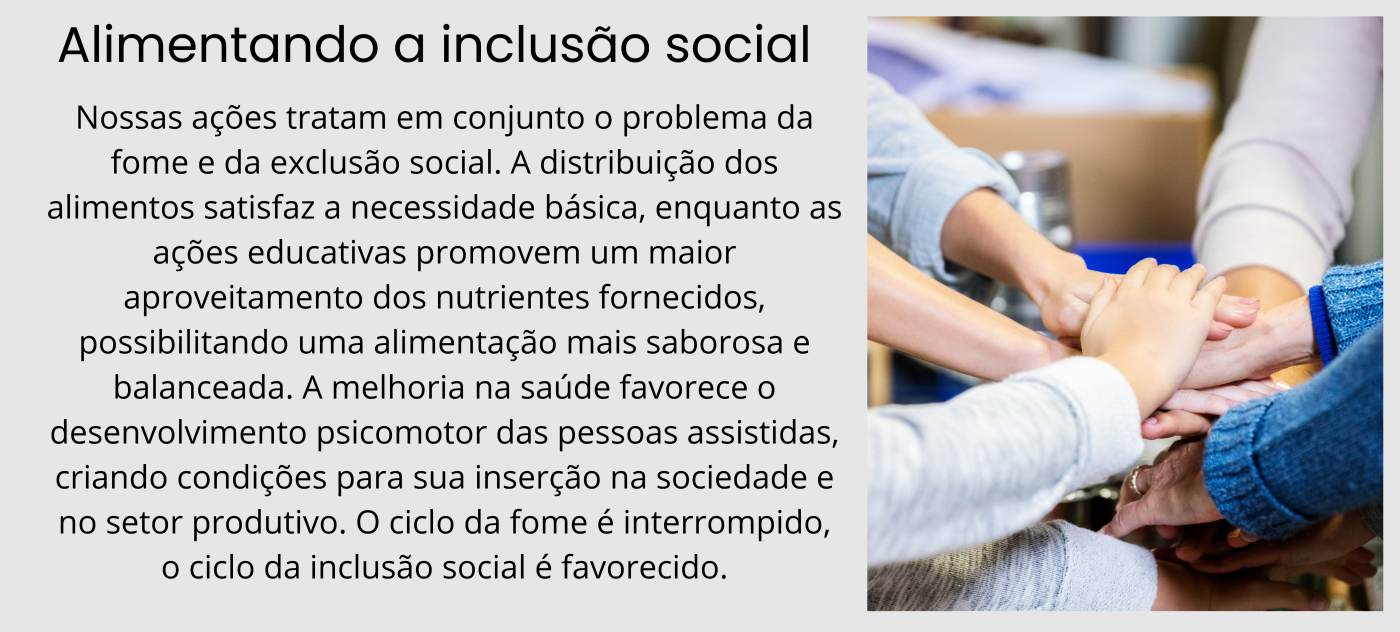 Alimentando a inclusão social
Nossas ações tratam em conjunto o problema da
fome e da exclusão social. A distribuição dos
alimentos satisfaz a necessidade básica, enquanto as
ações educativas promovem um maior
aproveitamento dos nutrientes fornecidos,
possibilitando uma alimentação mais saborosa e
balanceada. A melhoria na saúde favorece o
desenvolvimento psicomotor das pessoas assistidas,
criando condições para sua inserção na sociedade e
no setor produtivo. O ciclo da fome é interrompido,
o ciclo da inclusão social é favorecido.